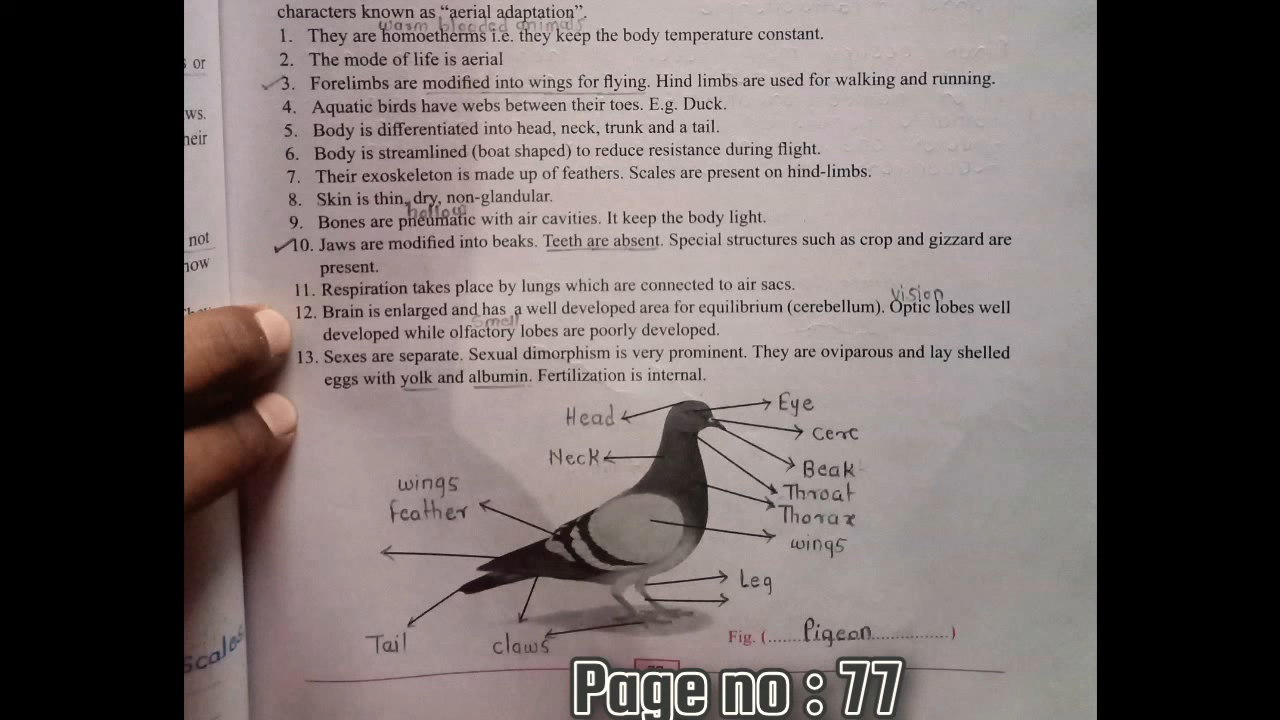 characters known as “aerial adaptation”.
warm blooded animals
1. They are homoetherms i.e. they keep the body temperature constant.
2. The mode of life is aerial
3. Forelimbs are modified into wings for flying. Hind limbs are used for walking and running.
4. Aquatic birds have webs between their toes. E.g. Duck.
5. Body is differentiated into head, neck, trunk and a tail.
6. Body is streamlined (boat shaped) to reduce resistance during flight.
7. Their exoskeleton is made up of feathers. Scales are present on hind-limbs.
8. Skin is thin, dry, non-glandular.
hollow
9. Bones are pneumatic with air cavities. It keep the body light.
10. Jaws are modified into beaks. Teeth are absent. Special structures such as crop and gizzard are
present.
11. Respiration takes place by lungs which are connected to air sacs.
vision
12. Brain is enlarged and has a well developed area for equilibrium (cerebellum). Optic lobes well
smell
developed while olfactory lobes are poorly developed.
13. Sexes are separate. Sexual dimorphism is very prominent. They are oviparous and lay shelled
eggs with yolk and albumin. Fertilization is internal.
Head
Eye
Cere
Neck
Beak
wings
feather
Throat
Thorax
wings
Leg
Tail
claws
Fig. (......Pigeon...............)
or
ws.
heir
not
now
scales
Page no : 77